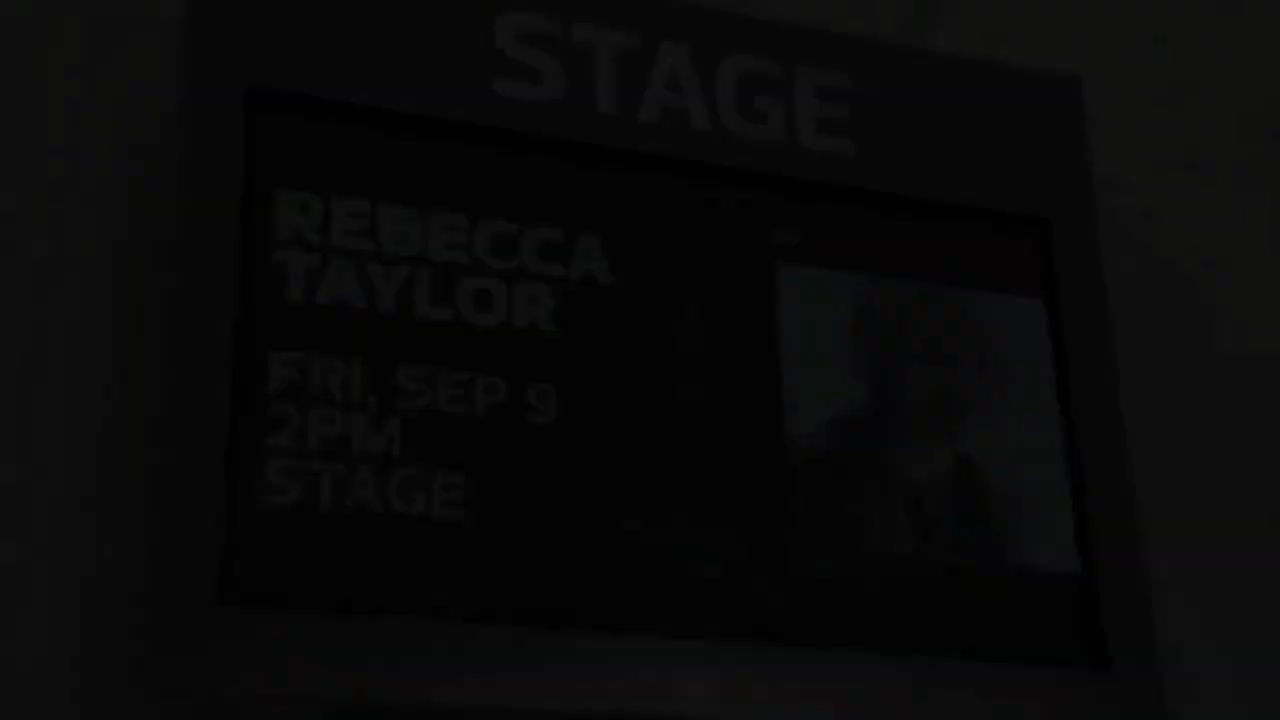 STAGE
REBECCA
TAYLOR
FRI, SEP 9
2PM
STAGE